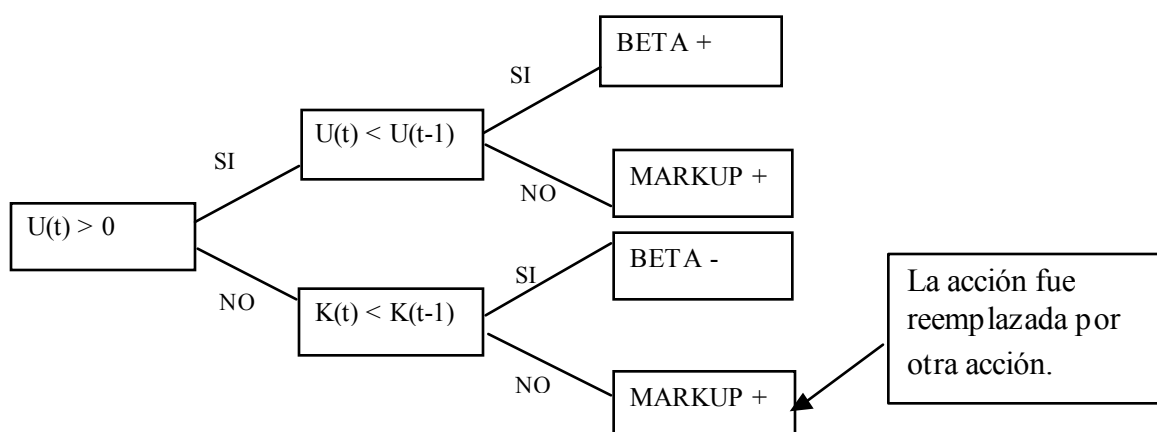 BETA +
SI
SI
U(t) < U(t-1)
NO
MARKUP +
U(t) > 0
NO
K(t) < K(t-1)
SI
BETA -
NO
MARKUP +
La acción fue
reemplazada por
otra acción.